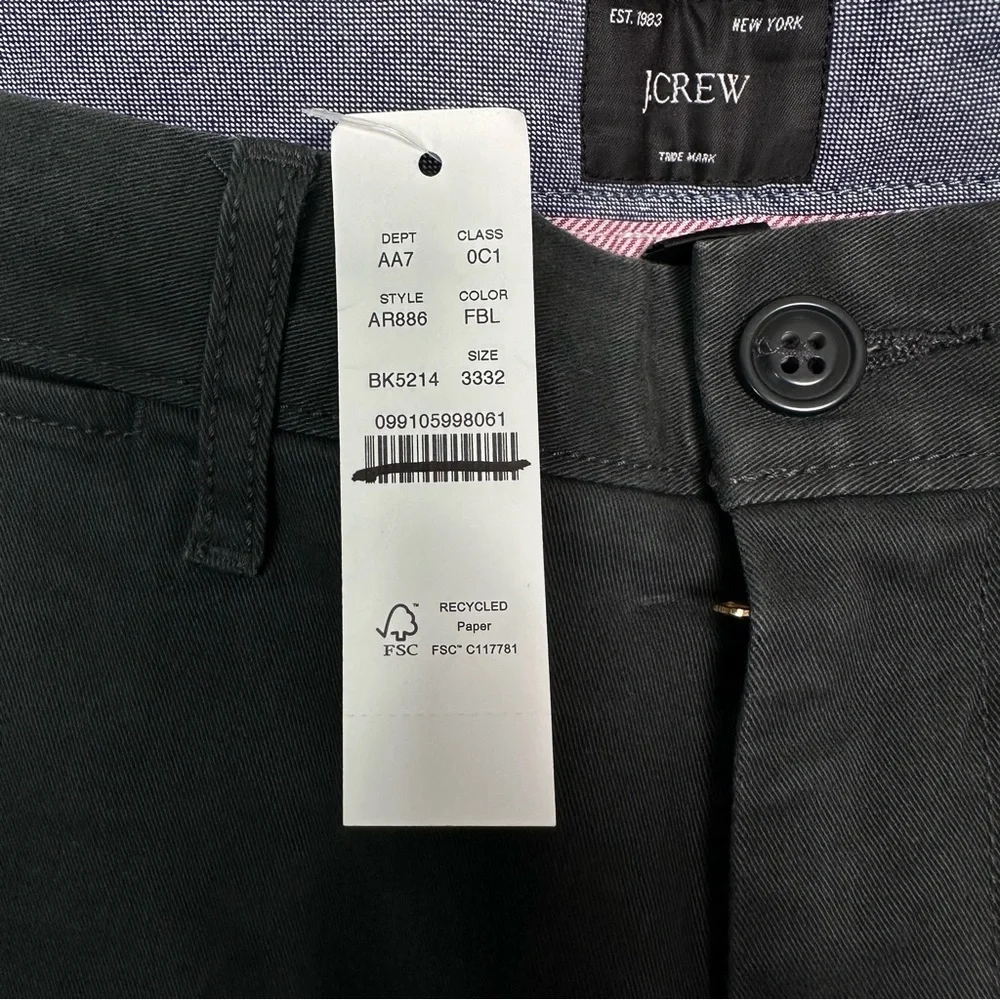 EST. 1983 NEW YORK
J.CREW
TRADE MARK
DEPT CLASS
AA7 0C1
STYLE COLOR
AR886 FBL
SIZE
BK5214 3332
099105998061
RECYCLED
Paper
FSC™ FSC™ C117781